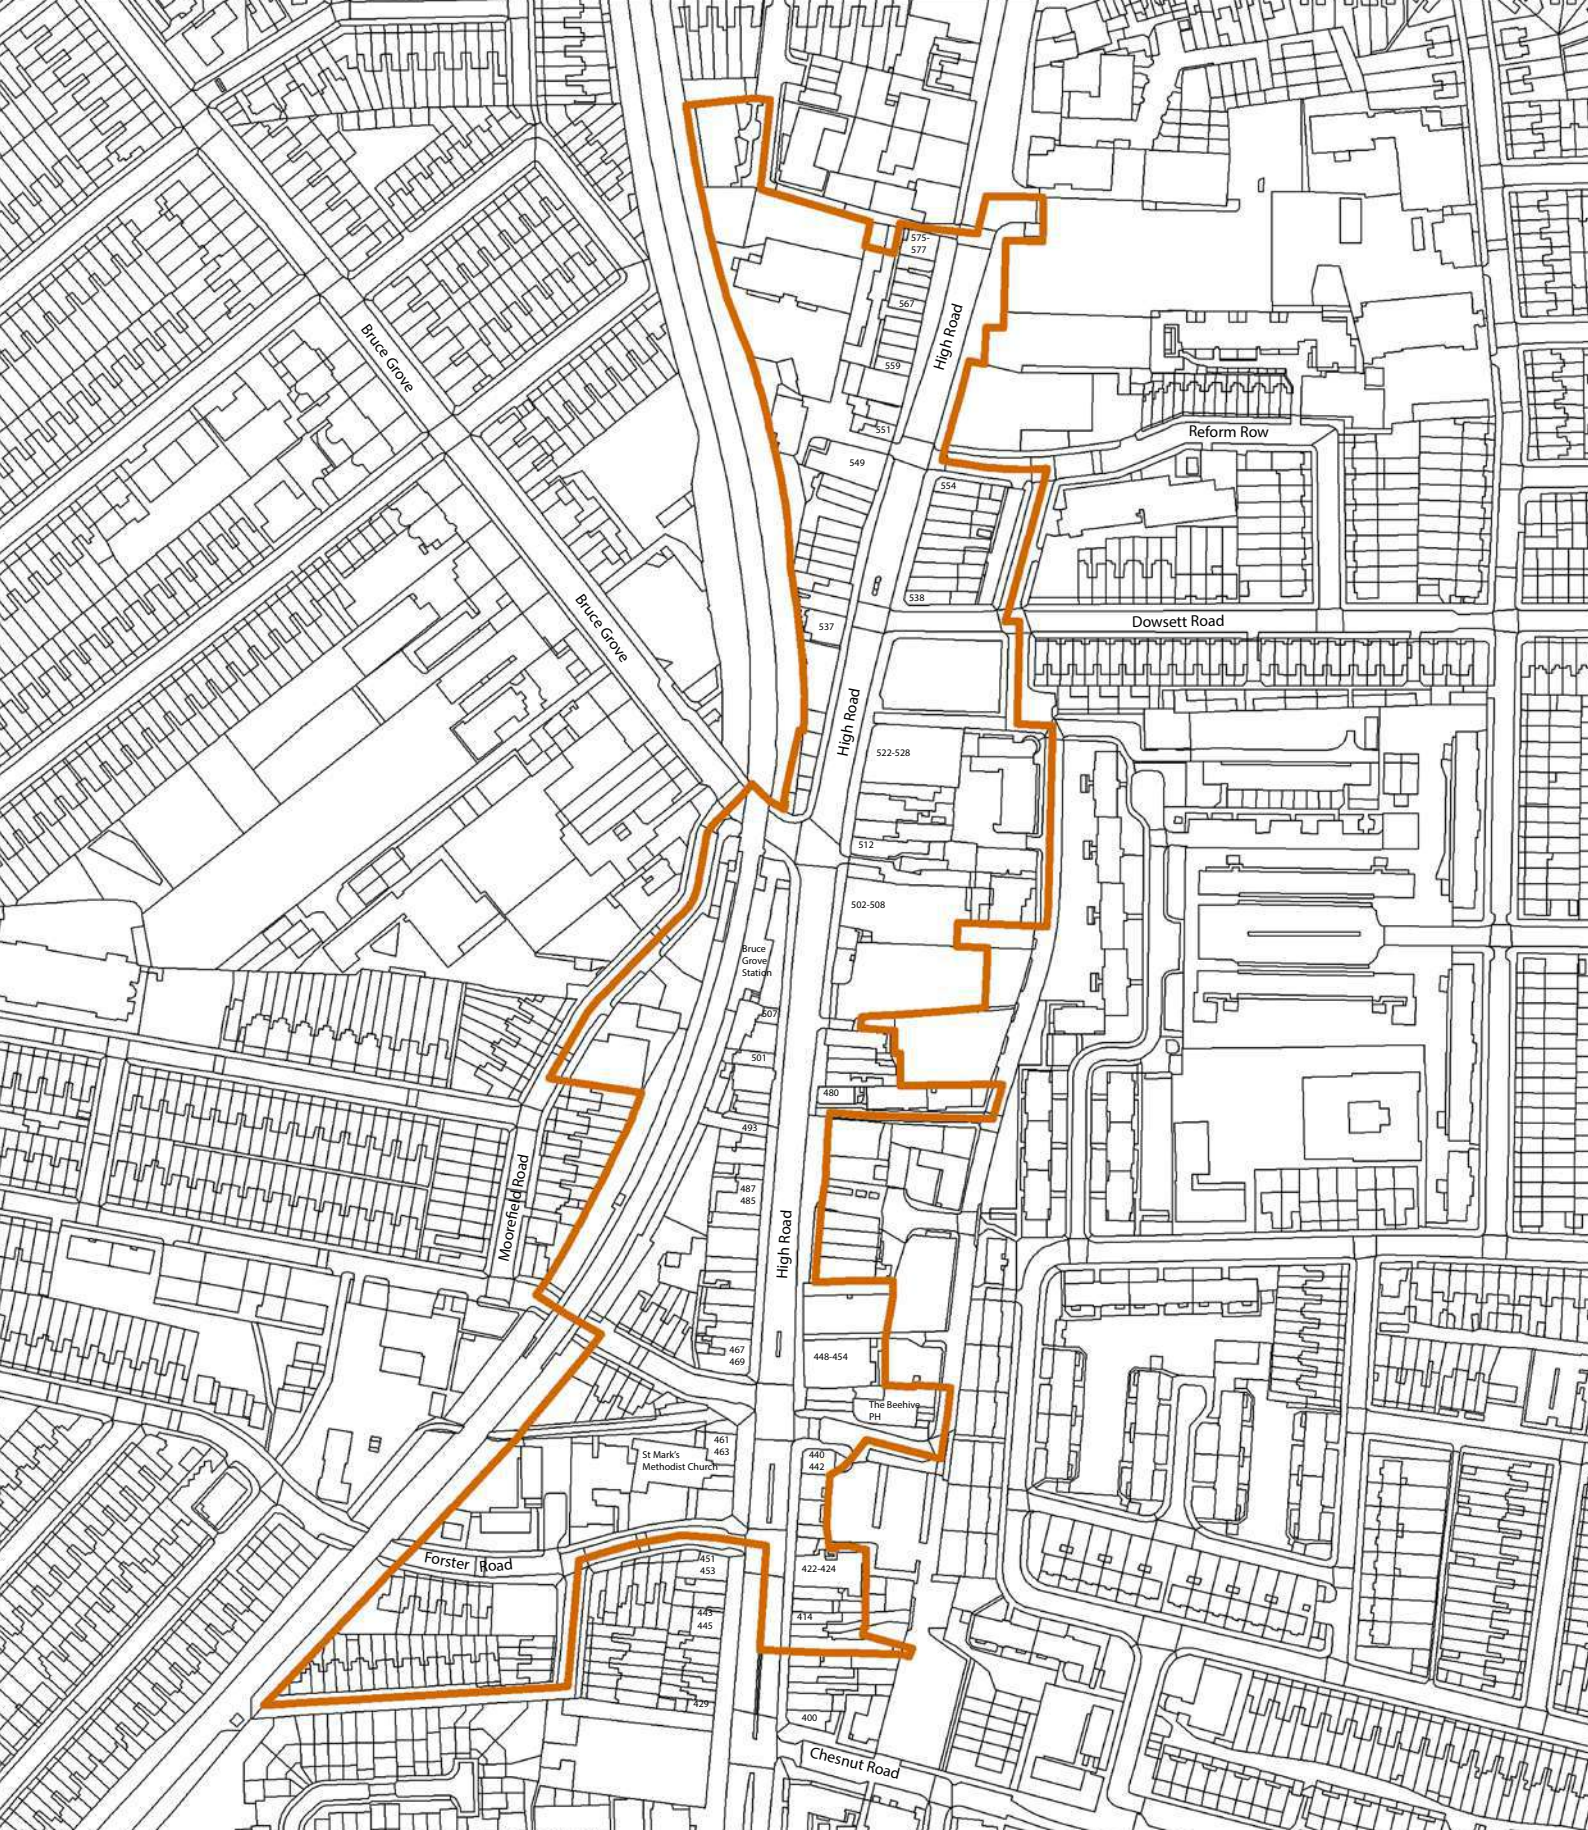 575-
577
567
High Road
Bruce Grove
559
551
Reform Row
549
554
538
Bruce Grove
537
Dowsett Road
High Road
522-528
512
502-508
Bruce
Grove
Station
507
501
480
493
487
485
Moorefield Road
High Road
467
469
448-454
The Beehive
PH
461
463
St Mark's
Methodist Church
440
442
451
453
Forster Road
422-424
443
445
414
429
400
Chesnut Road